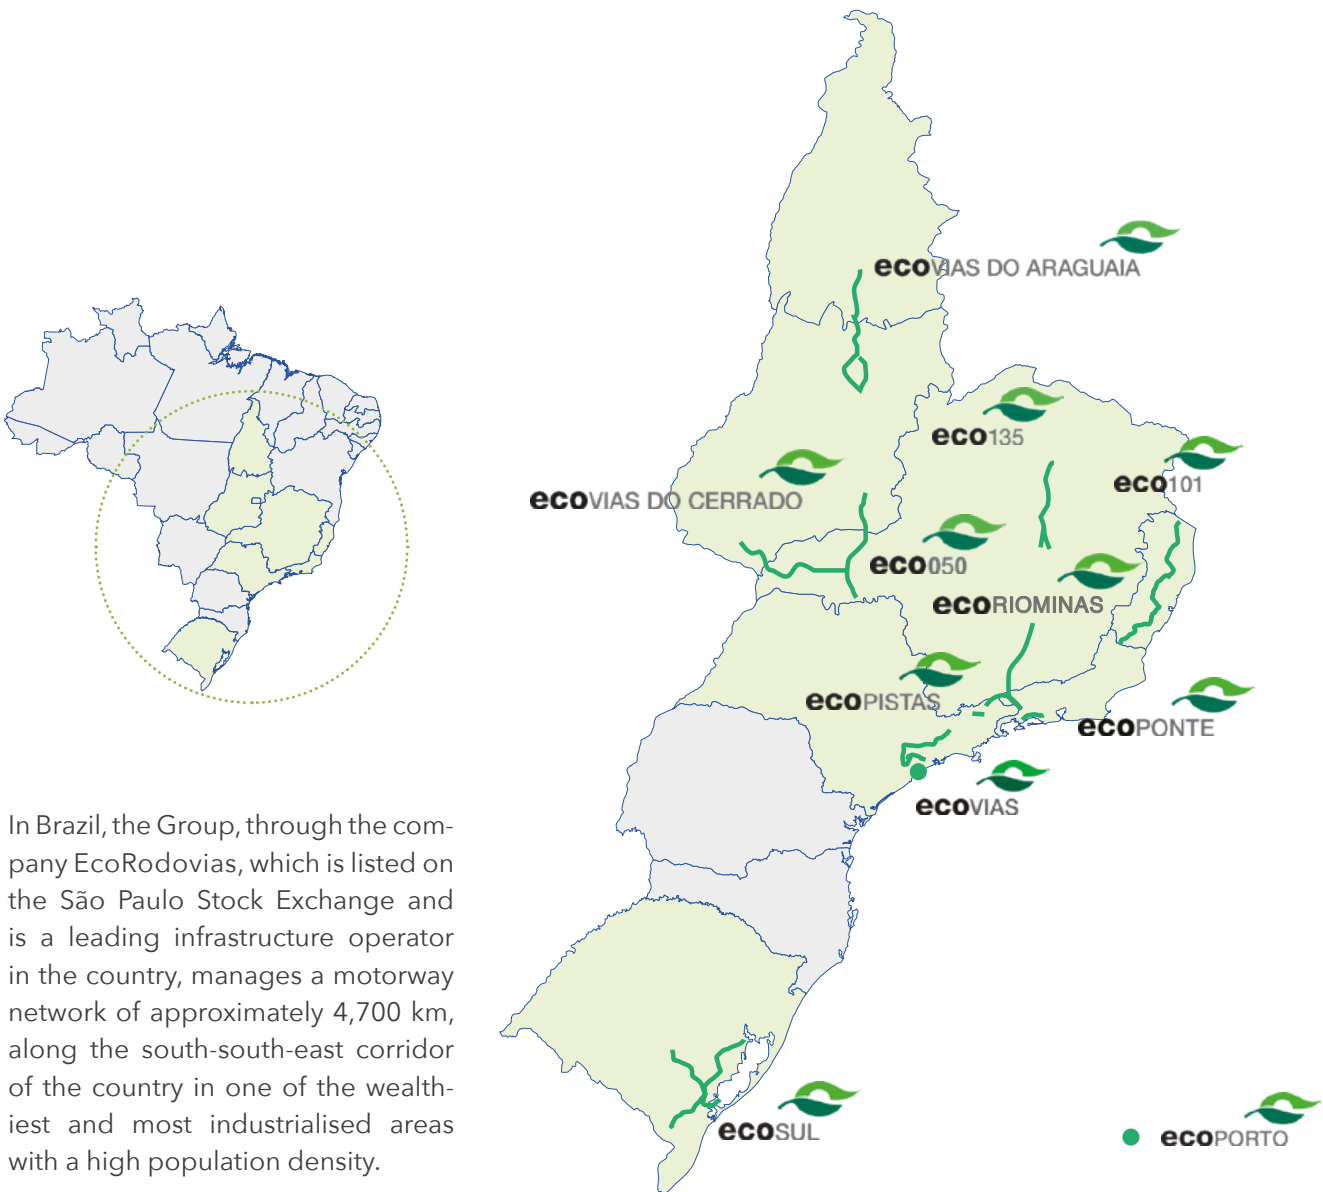 ecoVIAS DO ARAGUAIA
eco135
eco101
ecoVIAS DO CERRADO
eco050
ecoRIOMINAS
ecoPISTAS
ecoPONTE
ecoVIAS
In Brazil, the Group, through the com-
pany EcoRodovias, which is listed on
the São Paulo Stock Exchange and
is a leading infrastructure operator
in the country, manages a motorway
network of approximately 4,700 km,
along the south-south-east corridor
of the country in one of the wealth-
iest and most industrialised areas
with a high population density.
ecoSUL
ecoPORTO